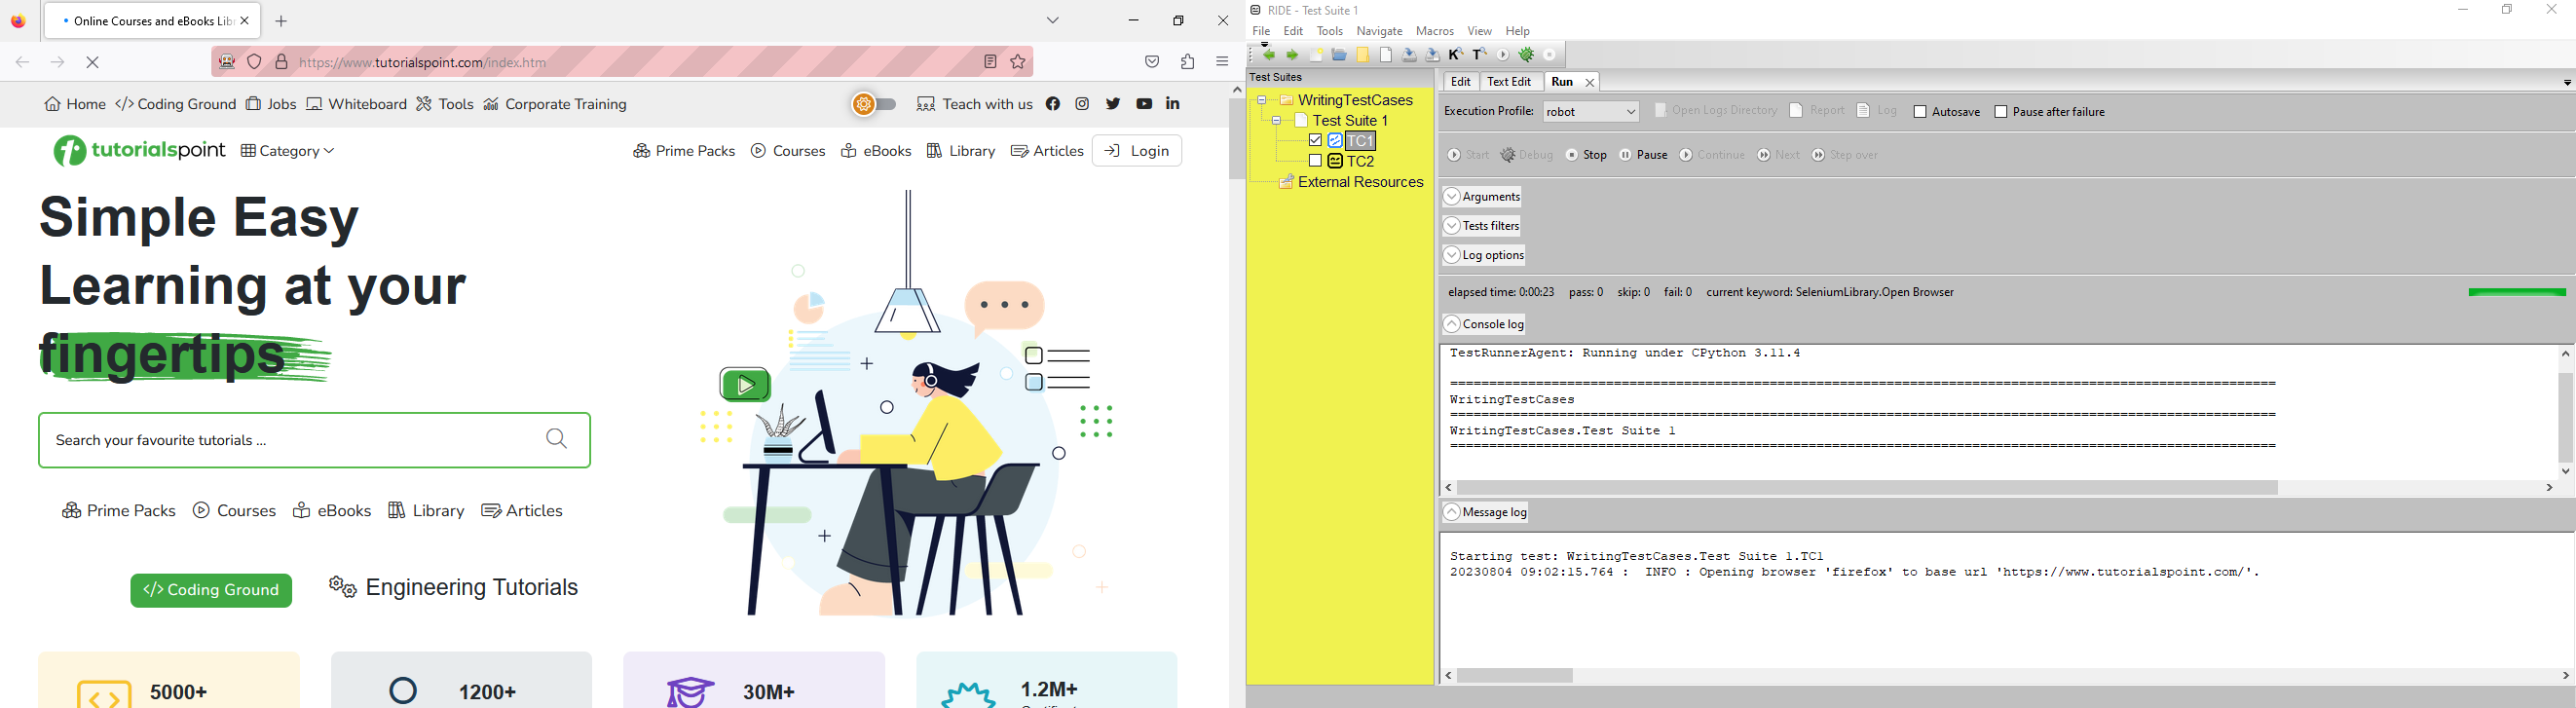 Online Courses and eBooks Lib
https://www.tutorialspoint.com/index.htm
Home </> Coding Ground Jobs Whiteboard Tools Corporate Training Teach with us
tutorialspoint Category Prime Packs Courses eBooks Library Articles Login
Simple Easy
Learning at your
fingertips
Search your favourite tutorials ...
Prime Packs Courses eBooks Library Articles
</> Coding Ground Engineering Tutorials
5000+ 1200+ 30M+ 1.2M+
RIDE - Test Suite 1
File Edit Tools Navigate Macros View Help
Test Suites
WritingTestCases
Test Suite 1
TC1
TC2
External Resources
Edit Text Edit Run
Execution Profile: robot Open Logs Directory Report Log Autosave Pause after failure
Start Debug Stop Pause Continue Next Step over
Arguments
Tests filters
Log options
elapsed time: 0:00:23 pass: 0 skip: 0 fail: 0 current keyword: SeleniumLibrary.Open Browser
Console log
TestRunnerAgent: Running under CPython 3.11.4
==============================================================================
WritingTestCases
==============================================================================
WritingTestCases.Test Suite 1
==============================================================================
Message log
Starting test: WritingTestCases.Test Suite 1.TC1
20230804 09:02:15.764 : INFO : Opening browser 'firefox' to base url 'https://www.tutorialspoint.com/'.